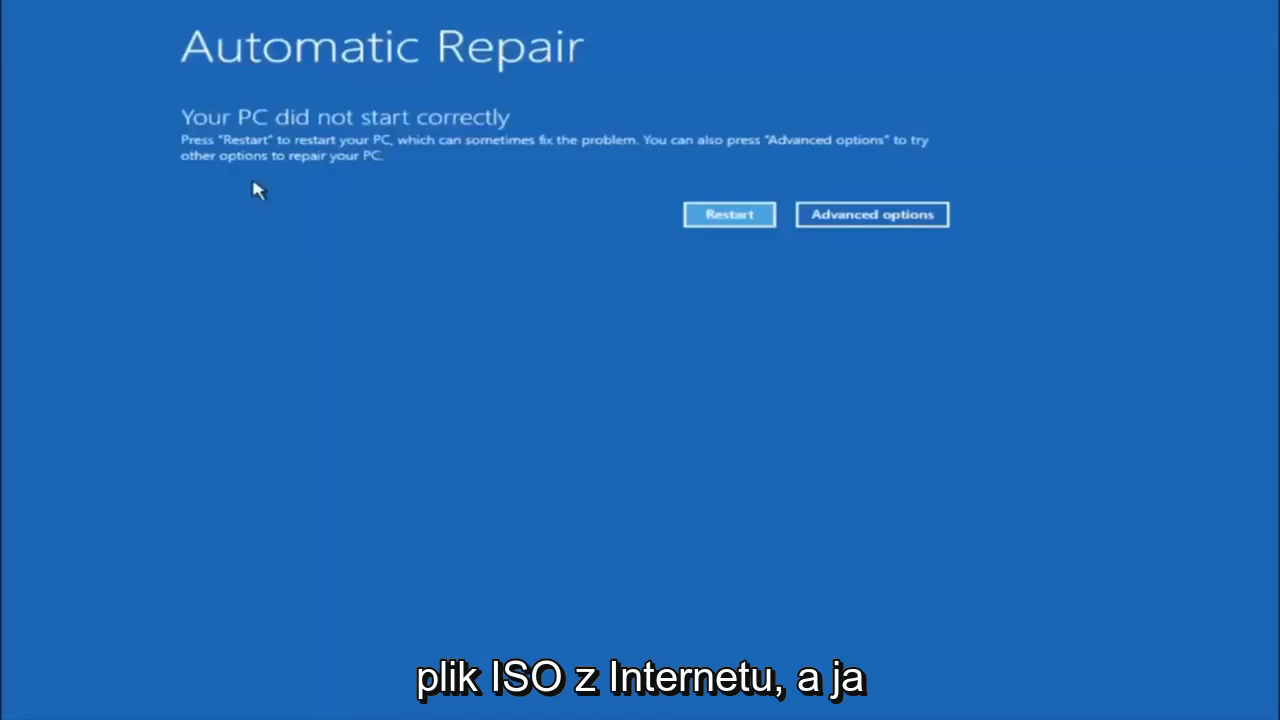 Automatic Repair
Your PC did not start correctly
Press "Restart" to restart your PC, which can sometimes fix the problem. You can also press "Advanced options" to try
other options to repair your PC.
Restart
Advanced options
plik ISO z Internetu, a ja